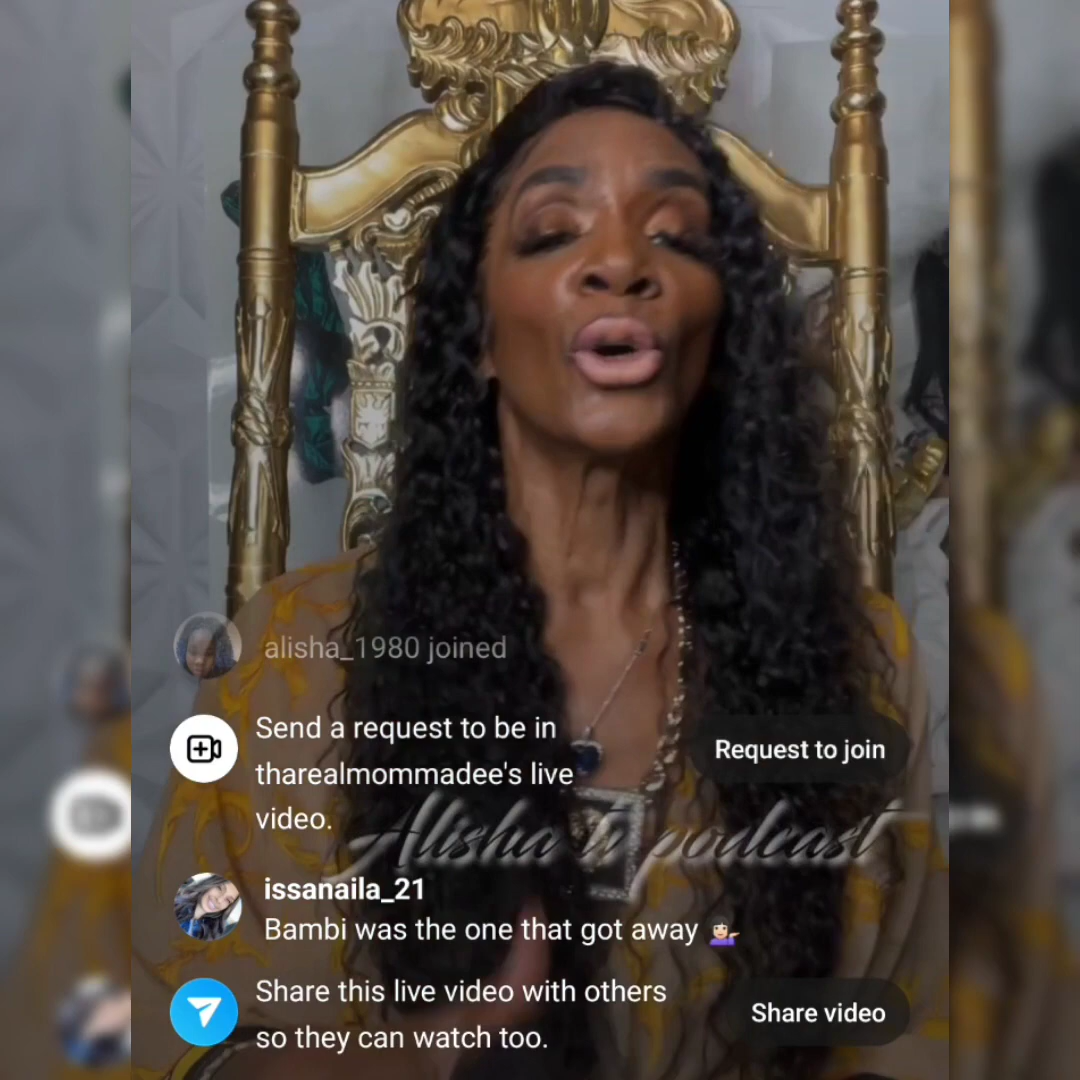 alisha_1980 joined
Send a request to be in
tharealmommadee's live
video.
Request to join
Alisha tv podcast
issanaila_21
Bambi was the one that got away 💁🏻‍♀️
Share this live video with others
so they can watch too.
Share video